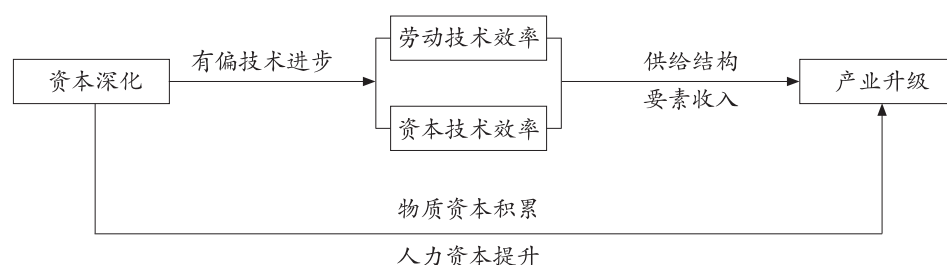 劳动技术效率
有偏技术进步
供给结构
资本深化
产业升级
要素收入
资本技术效率
物质资本积累
人力资本提升